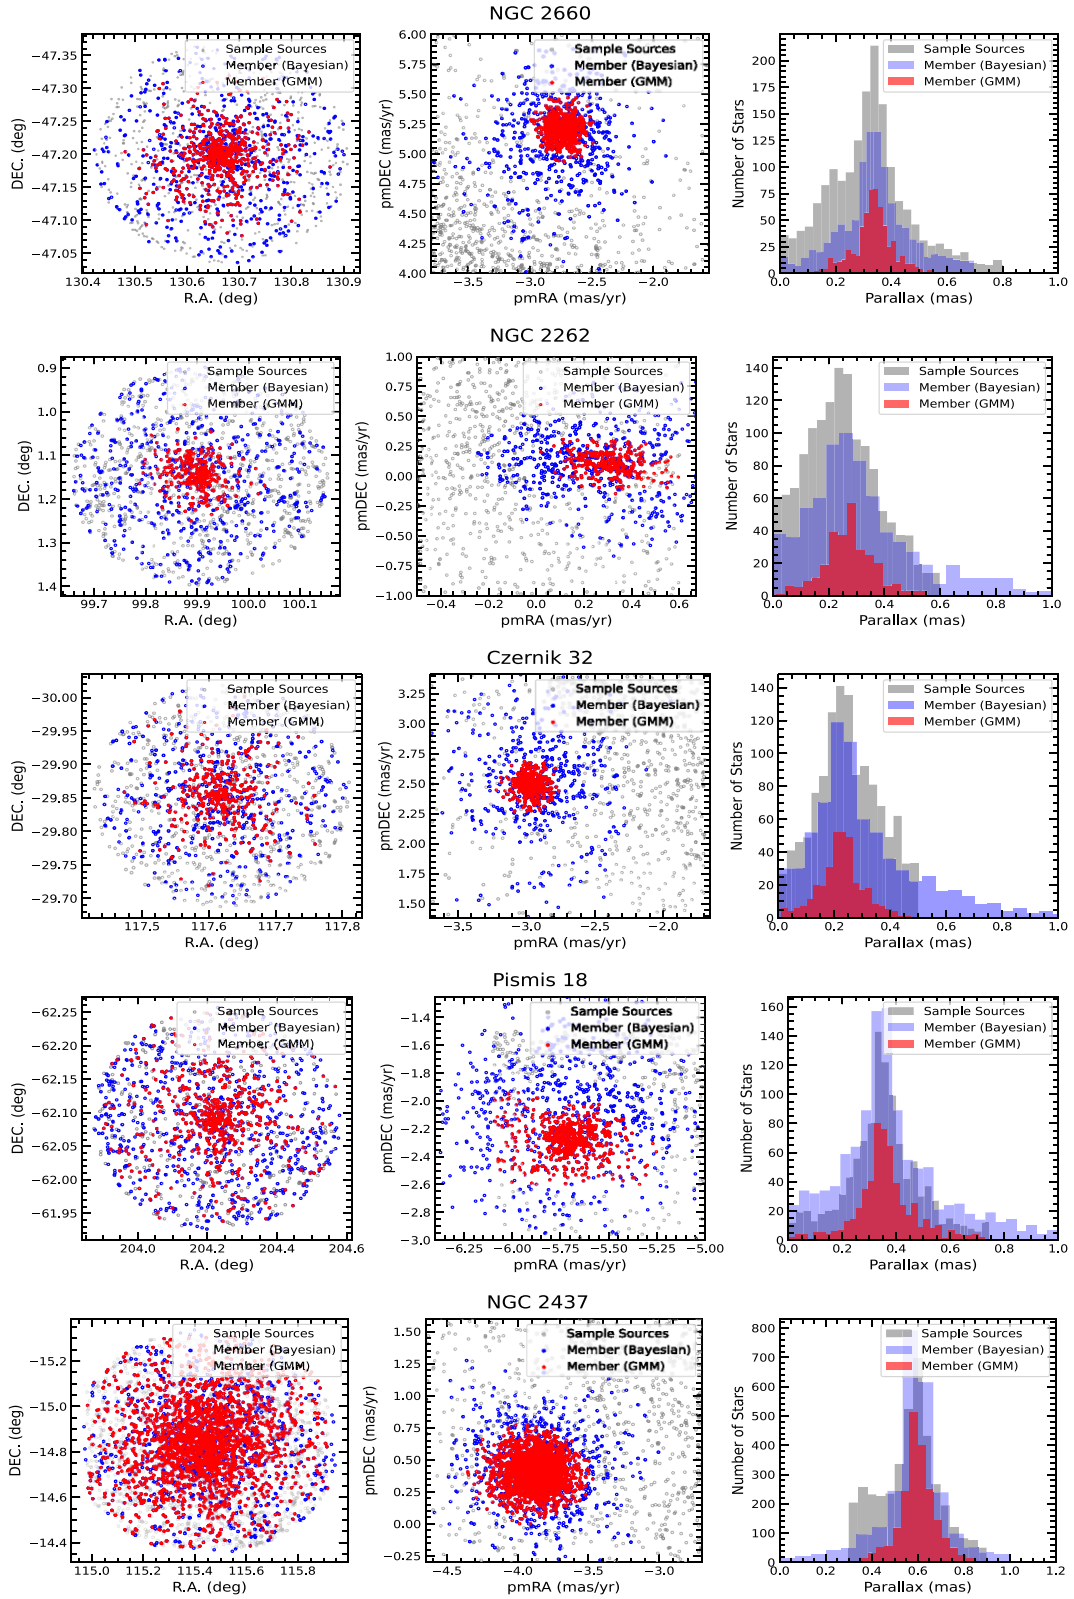 NGC 2660
Sample Sources
Member (Bayesian)
Member (GMM)
−47.35
−47.30
−47.25
−47.20
−47.15
−47.10
−47.05
DEC. (deg)
130.4 130.5 130.6 130.7 130.8 130.9
R.A. (deg)
Sample Sources
Member (Bayesian)
Member (GMM)
6.00
5.75
5.50
5.25
5.00
4.75
4.50
4.25
4.00
pmDEC (mas/yr)
−3.5 −3.0 −2.5 −2.0
pmRA (mas/yr)
Sample Sources
Member (Bayesian)
Member (GMM)
200
175
150
125
100
75
50
25
0
Number of Stars
0.0 0.2 0.4 0.6 0.8 1.0
Parallax (mas)
NGC 2262
Sample Sources
Member (Bayesian)
Member (GMM)
0.9
1.0
1.1
1.2
1.3
1.4
DEC. (deg)
99.7 99.8 99.9 100.0 100.1
R.A. (deg)
Sample Sources
Member (Bayesian)
Member (GMM)
1.00
0.75
0.50
0.25
0.00
−0.25
−0.50
−0.75
−1.00
pmDEC (mas/yr)
−0.4 −0.2 0.0 0.2 0.4 0.6
pmRA (mas/yr)
Sample Sources
Member (Bayesian)
Member (GMM)
140
120
100
80
60
40
20
0
Number of Stars
0.0 0.2 0.4 0.6 0.8 1.0
Parallax (mas)
Czernik 32
Sample Sources
Member (Bayesian)
Member (GMM)
−30.00
−29.95
−29.90
−29.85
−29.80
−29.75
−29.70
DEC. (deg)
117.5 117.6 117.7 117.8
R.A. (deg)
Sample Sources
Member (Bayesian)
Member (GMM)
3.25
3.00
2.75
2.50
2.25
2.00
1.75
1.50
pmDEC (mas/yr)
−3.5 −3.0 −2.5 −2.0
pmRA (mas/yr)
Sample Sources
Member (Bayesian)
Member (GMM)
140
120
100
80
60
40
20
0
Number of Stars
0.0 0.2 0.4 0.6 0.8 1.0
Parallax (mas)
Pismis 18
Sample Sources
Member (Bayesian)
Member (GMM)
−62.25
−62.20
−62.15
−62.10
−62.05
−62.00
−61.95
DEC. (deg)
204.0 204.2 204.4 204.6
R.A. (deg)
Sample Sources
Member (Bayesian)
Member (GMM)
−1.4
−1.6
−1.8
−2.0
−2.2
−2.4
−2.6
−2.8
−3.0
pmDEC (mas/yr)
−6.25 −6.00 −5.75 −5.50 −5.25 −5.00
pmRA (mas/yr)
Sample Sources
Member (Bayesian)
Member (GMM)
160
140
120
100
80
60
40
20
0
Number of Stars
0.0 0.2 0.4 0.6 0.8 1.0
Parallax (mas)
NGC 2437
Sample Sources
Member (Bayesian)
Member (GMM)
−15.2
−15.0
−14.8
−14.6
−14.4
DEC. (deg)
115.0 115.2 115.4 115.6 115.8
R.A. (deg)
Sample Sources
Member (Bayesian)
Member (GMM)
1.50
1.25
1.00
0.75
0.50
0.25
0.00
−0.25
pmDEC (mas/yr)
−4.5 −4.0 −3.5 −3.0
pmRA (mas/yr)
Sample Sources
Member (Bayesian)
Member (GMM)
800
700
600
500
400
300
200
100
0
Number of Stars
0.0 0.2 0.4 0.6 0.8 1.0 1.2
Parallax (mas)